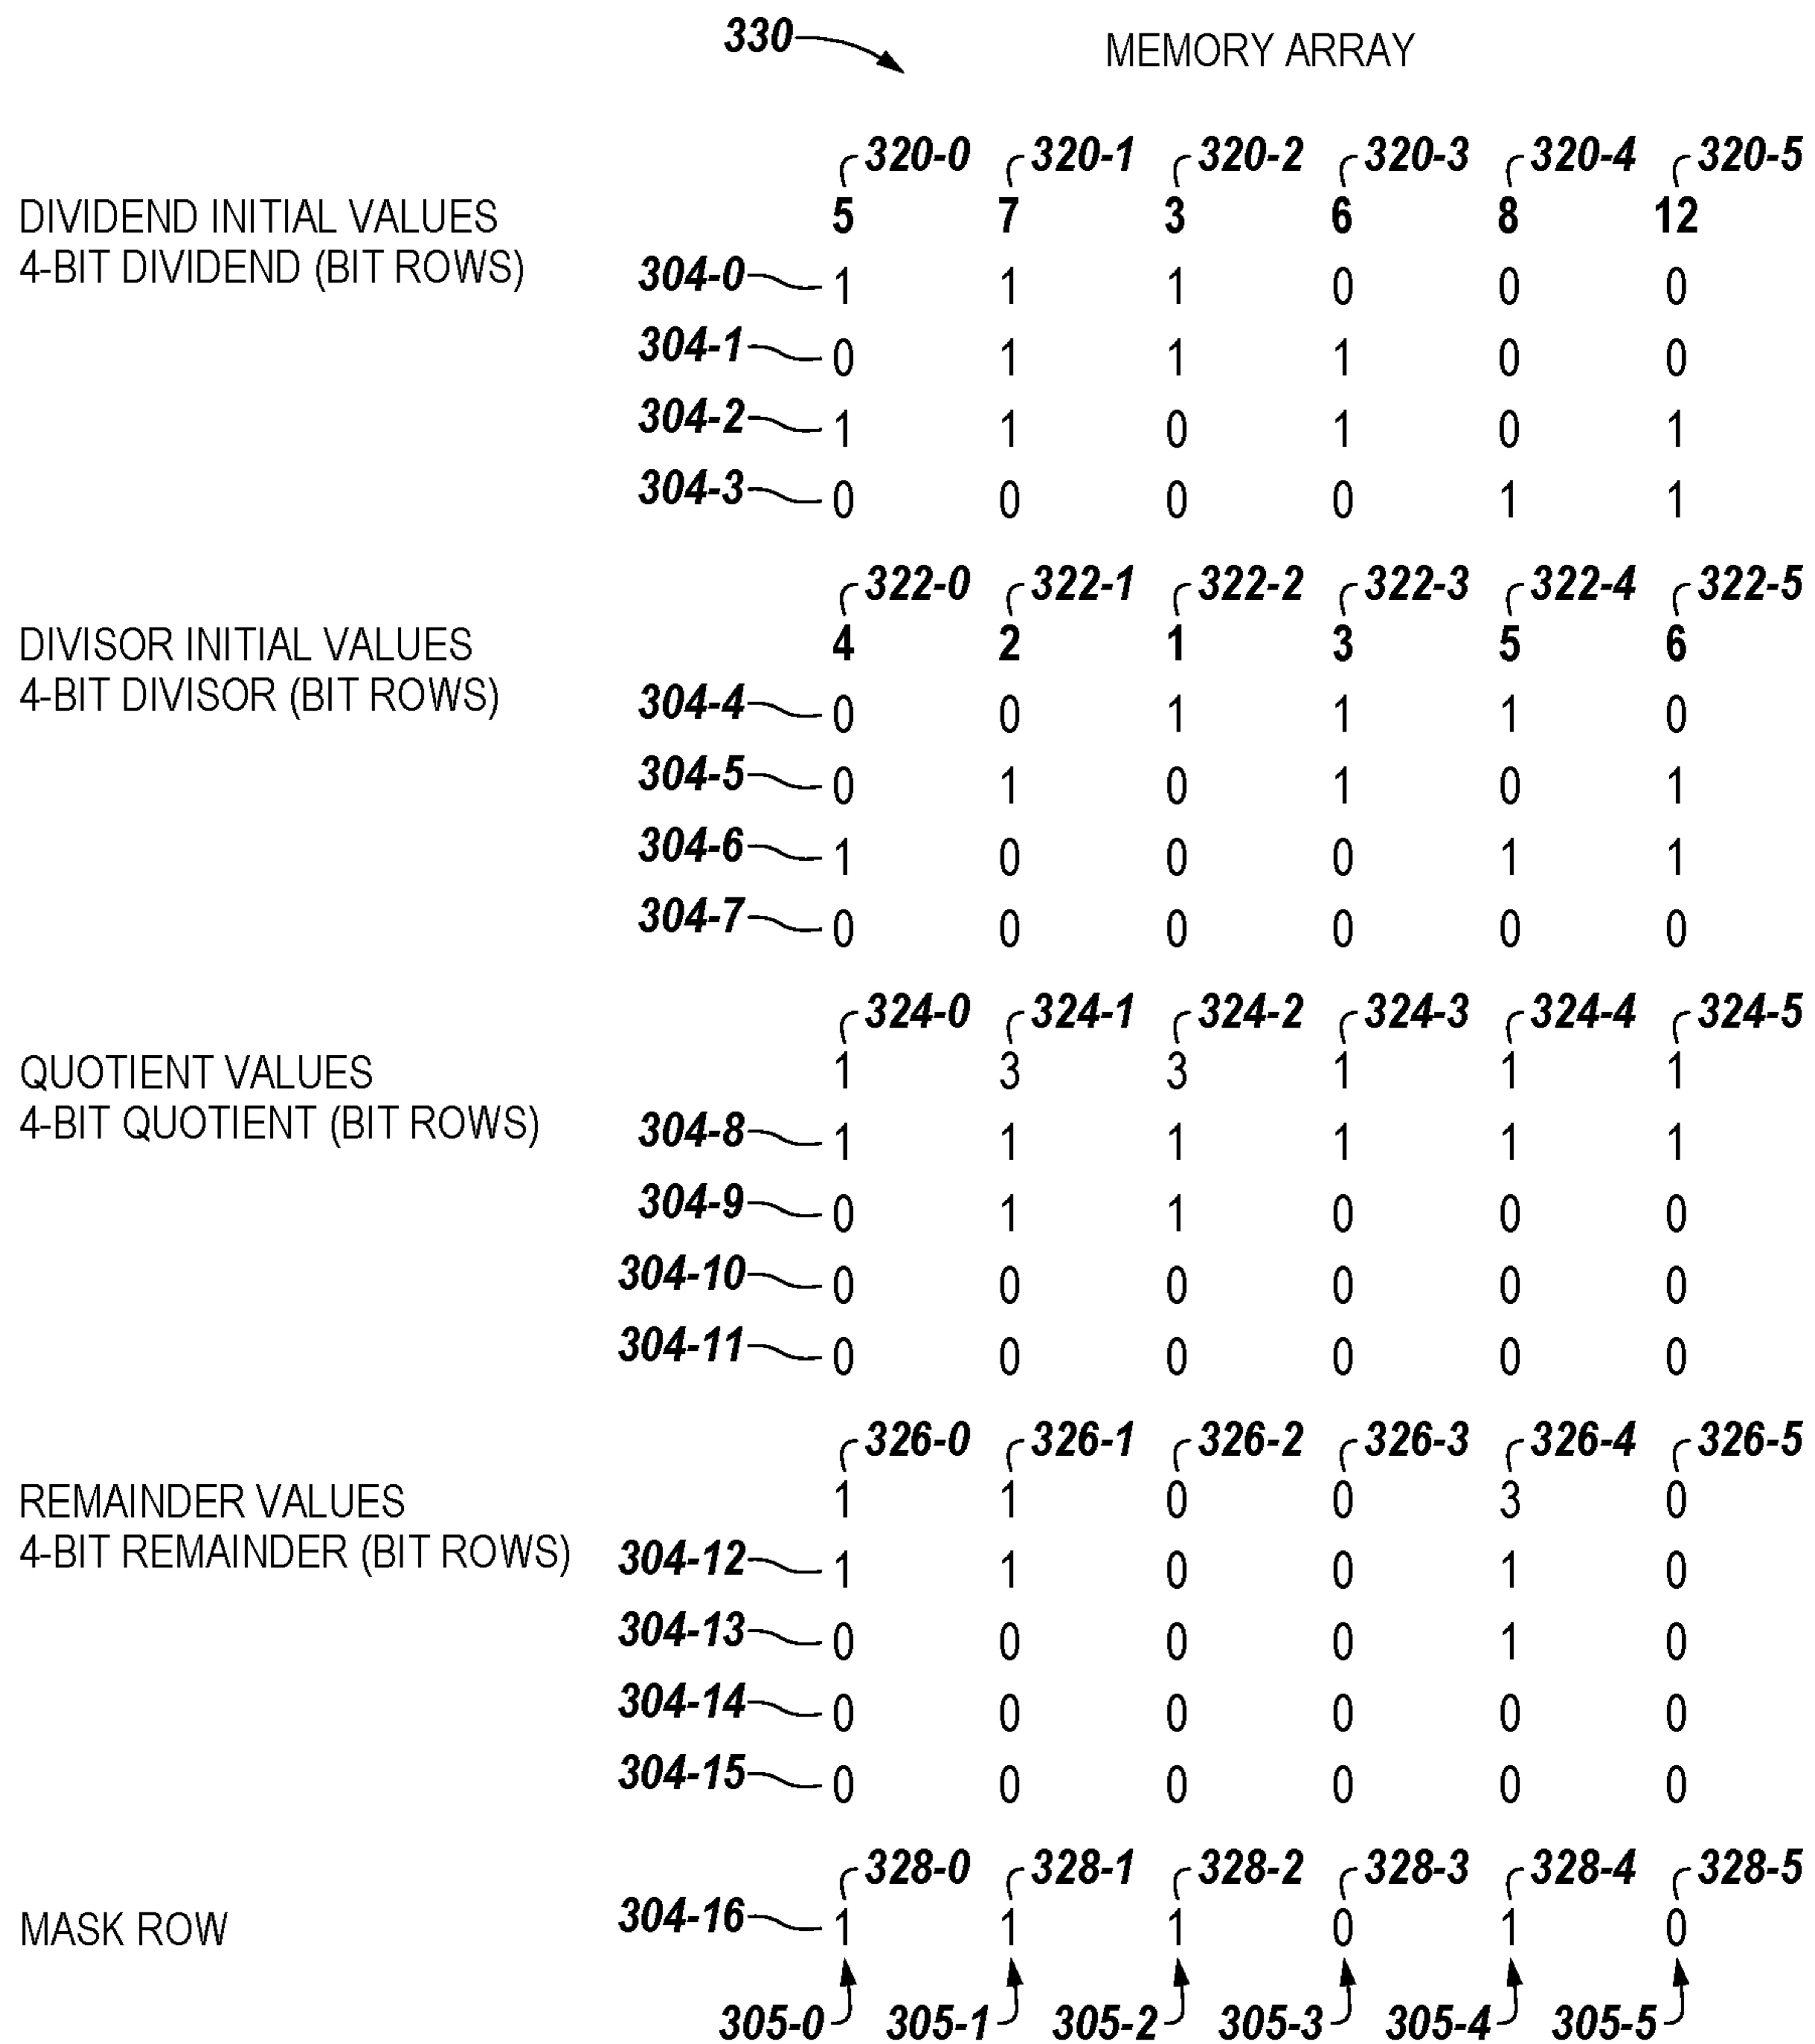 330 MEMORY ARRAY
320-0 320-1 320-2 320-3 320-4 320-5
DIVIDEND INITIAL VALUES 5 7 3 6 8 12
4-BIT DIVIDEND (BIT ROWS)
304-0 1 1 1 0 0 0
304-1 0 1 1 1 0 0
304-2 1 1 0 1 0 1
304-3 0 0 0 0 1 1
322-0 322-1 322-2 322-3 322-4 322-5
DIVISOR INITIAL VALUES 4 2 1 3 5 6
4-BIT DIVISOR (BIT ROWS)
304-4 0 0 1 1 1 0
304-5 0 1 0 1 0 1
304-6 1 0 0 0 1 1
304-7 0 0 0 0 0 0
324-0 324-1 324-2 324-3 324-4 324-5
QUOTIENT VALUES 1 3 3 1 1 1
4-BIT QUOTIENT (BIT ROWS)
304-8 1 1 1 1 1 1
304-9 0 1 1 0 0 0
304-10 0 0 0 0 0 0
304-11 0 0 0 0 0 0
326-0 326-1 326-2 326-3 326-4 326-5
REMAINDER VALUES 1 1 0 0 3 0
4-BIT REMAINDER (BIT ROWS)
304-12 1 1 0 0 1 0
304-13 0 0 0 0 1 0
304-14 0 0 0 0 0 0
304-15 0 0 0 0 0 0
328-0 328-1 328-2 328-3 328-4 328-5
MASK ROW 304-16 1 1 1 0 1 0
305-0 305-1 305-2 305-3 305-4 305-5